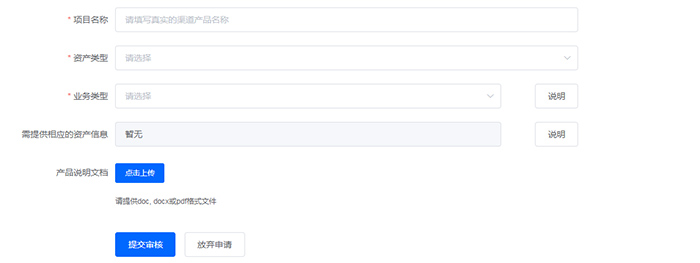 * 项目名称 请填写真实的渠道产品名称
* 资产类型 请选择
* 业务类型 请选择 说明
需提供相应的资产信息 暂无 说明
产品说明文档 点击上传
请提供doc, docx或pdf格式文件
提交审核 放弃申请